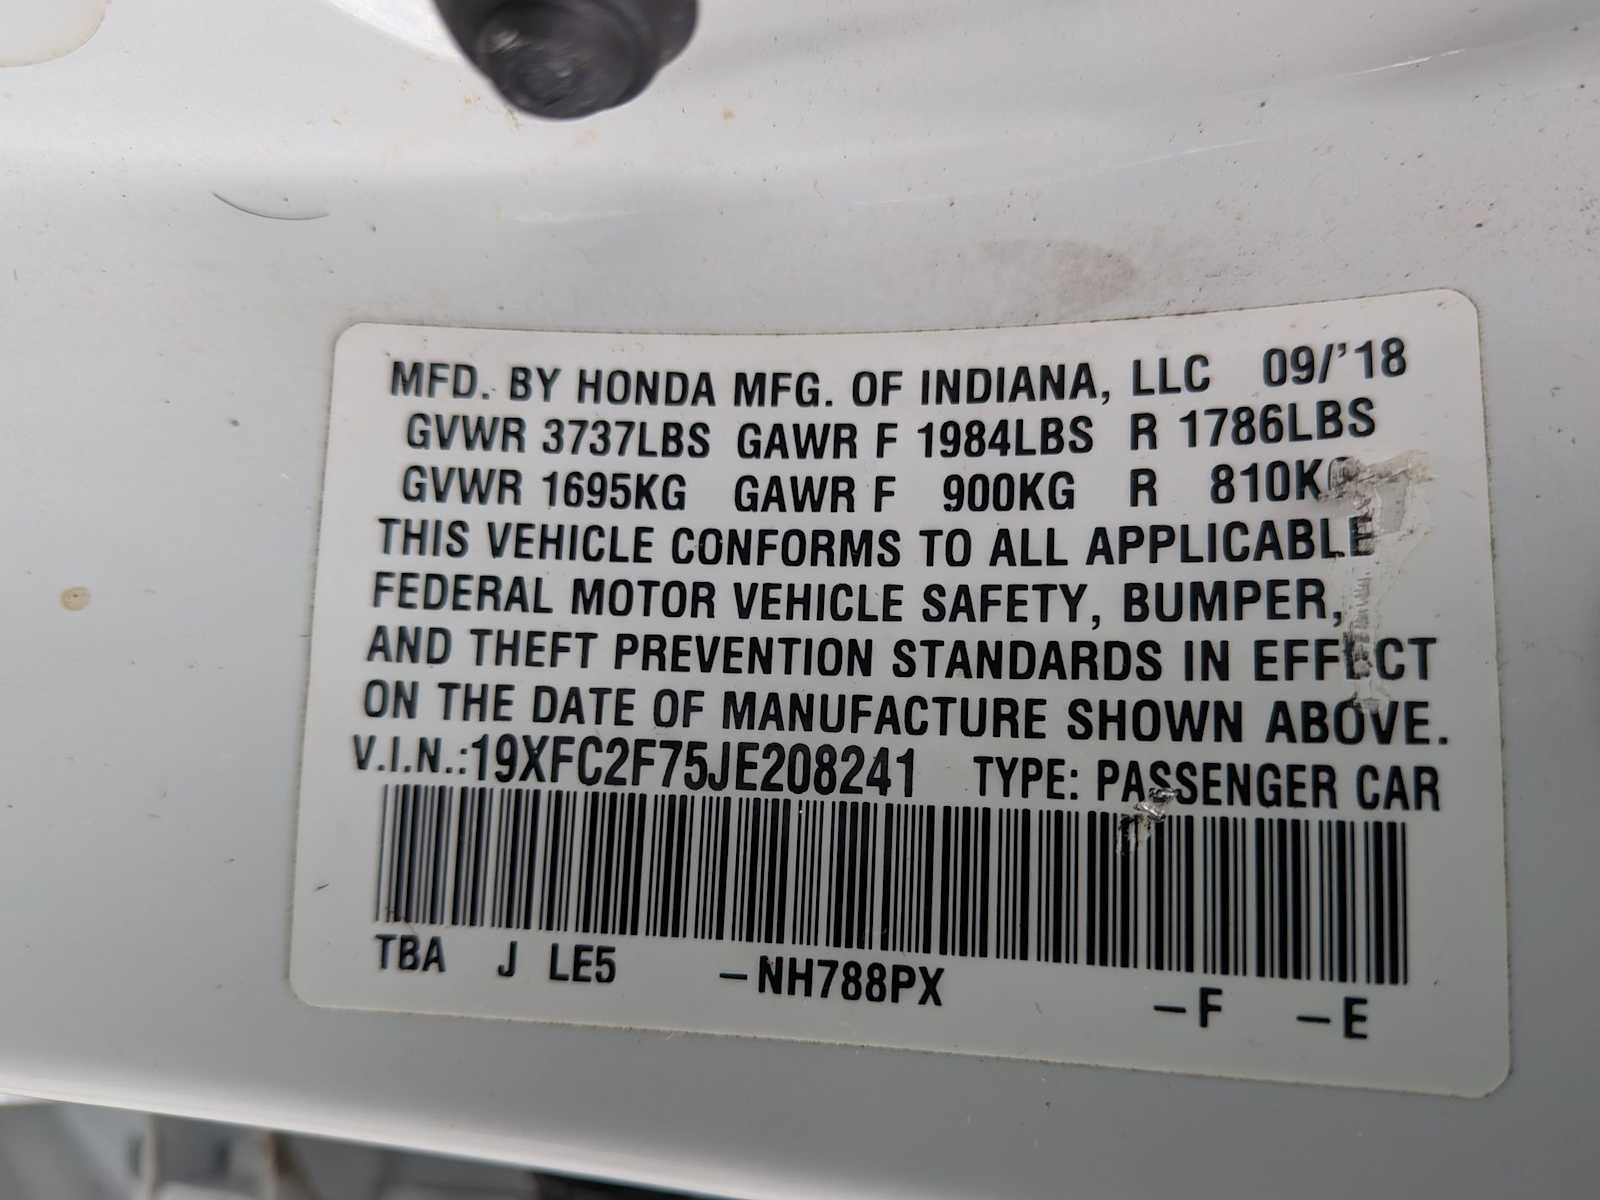 MFD. BY HONDA MFG. OF INDIANA, LLC 09/'18
GVWR 3737LBS GAWR F 1984LBS R 1786LBS
GVWR 1695KG GAWR F 900KG R 810KG
THIS VEHICLE CONFORMS TO ALL APPLICABLE
FEDERAL MOTOR VEHICLE SAFETY, BUMPER,
AND THEFT PREVENTION STANDARDS IN EFFECT
ON THE DATE OF MANUFACTURE SHOWN ABOVE.
V.I.N.:19XFC2F75JE208241 TYPE: PASSENGER CAR
TBA J LE5 -NH788PX -F -E